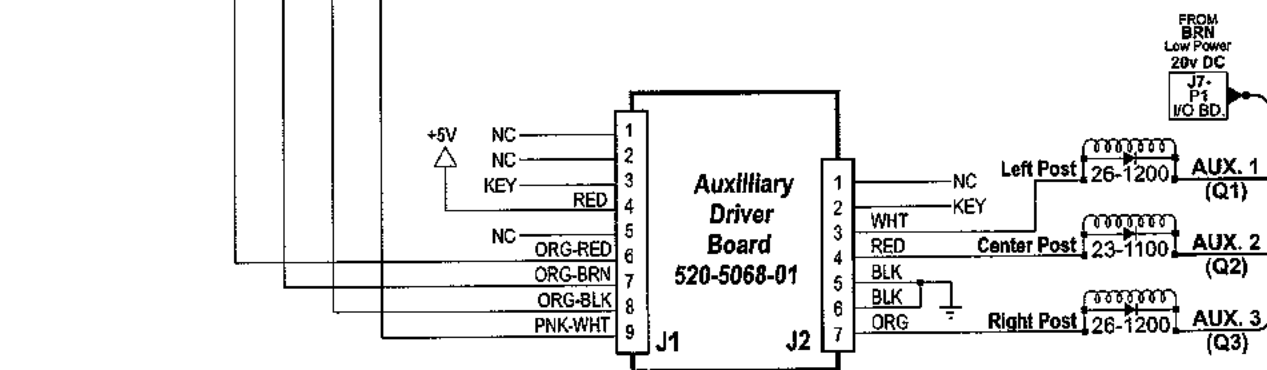 FROM
BRN
Low Power
20v DC
J7-
P1
I/O BD.
+5V
NC
NC
KEY
RED
NC
ORG-RED
ORG-BRN
ORG-BLK
PNK-WHT
1
2
3
4
5
6
7
8
9
J1
Auxilliary
Driver
Board
520-5068-01
J2
1
2
3
4
5
6
7
NC
KEY
WHT
RED
BLK
BLK
ORG
Left Post
26-1200
AUX. 1
(Q1)
Center Post
23-1100
AUX. 2
(Q2)
Right Post
26-1200
AUX. 3
(Q3)